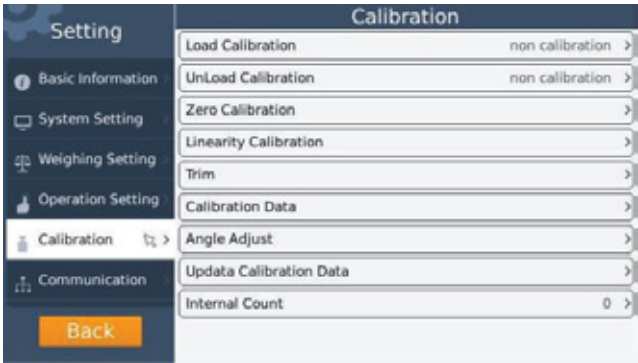 Setting
Basic Information
System Setting
Weighing Setting
Operation Setting
Calibration
Communication
Back
Calibration
Load Calibration non calibration
UnLoad Calibration non calibration
Zero Calibration
Linearity Calibration
Trim
Calibration Data
Angle Adjust
Updata Calibration Data
Internal Count 0